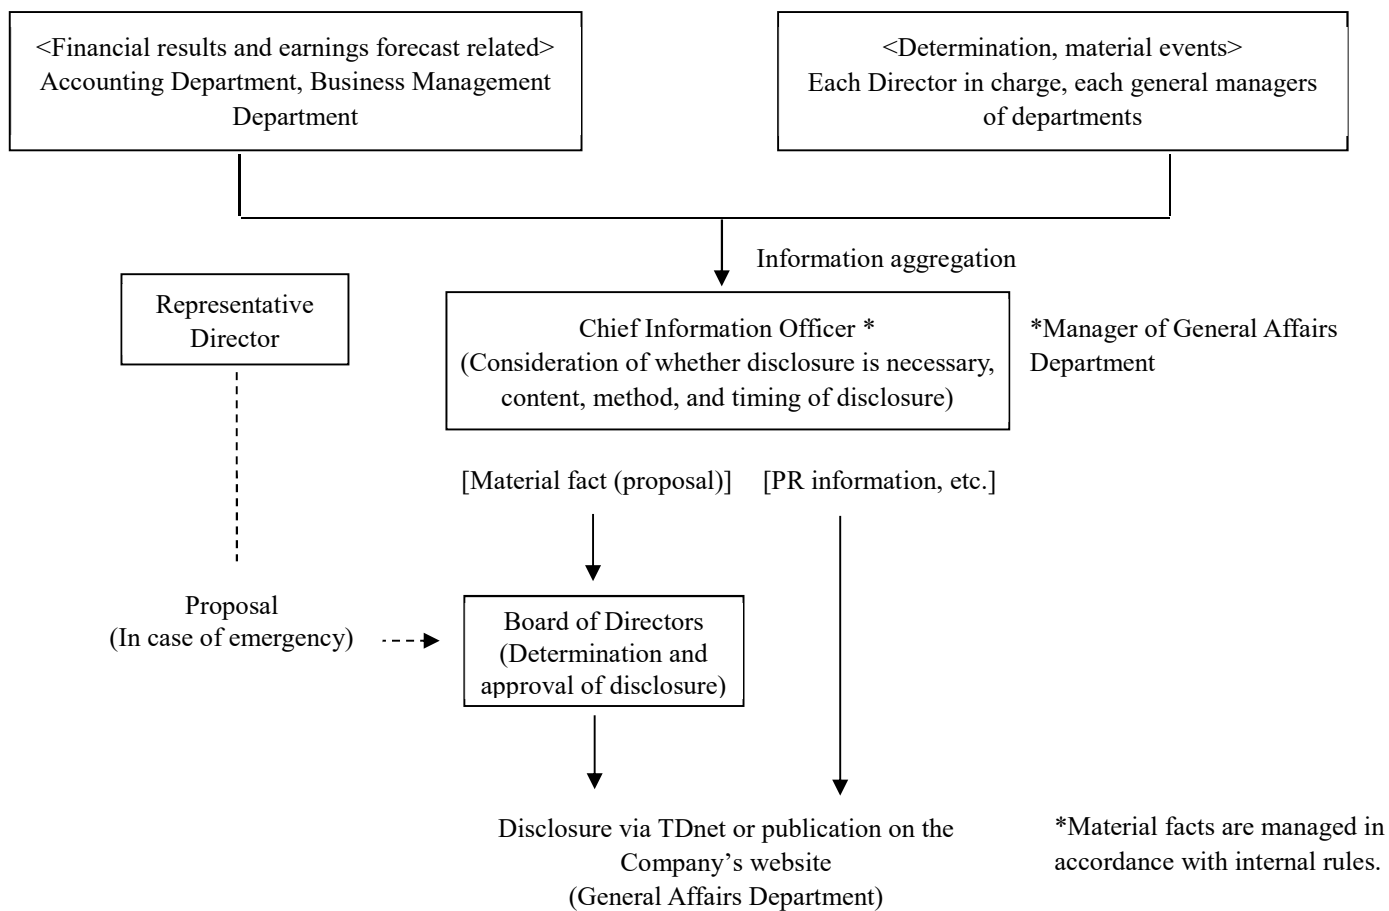 <Financial results and earnings forecast related>
Accounting Department, Business Management
Department
<Determination, material events>
Each Director in charge, each general managers
of departments
Information aggregation
Representative
Director
Chief Information Officer *
(Consideration of whether disclosure is necessary,
content, method, and timing of disclosure)
*Manager of General Affairs
Department
[Material fact (proposal)]
[PR information, etc.]
Proposal
(In case of emergency)
Board of Directors
(Determination and
approval of disclosure)
Disclosure via TDnet or publication on the
Company’s website
(General Affairs Department)
*Material facts are managed in
accordance with internal rules.